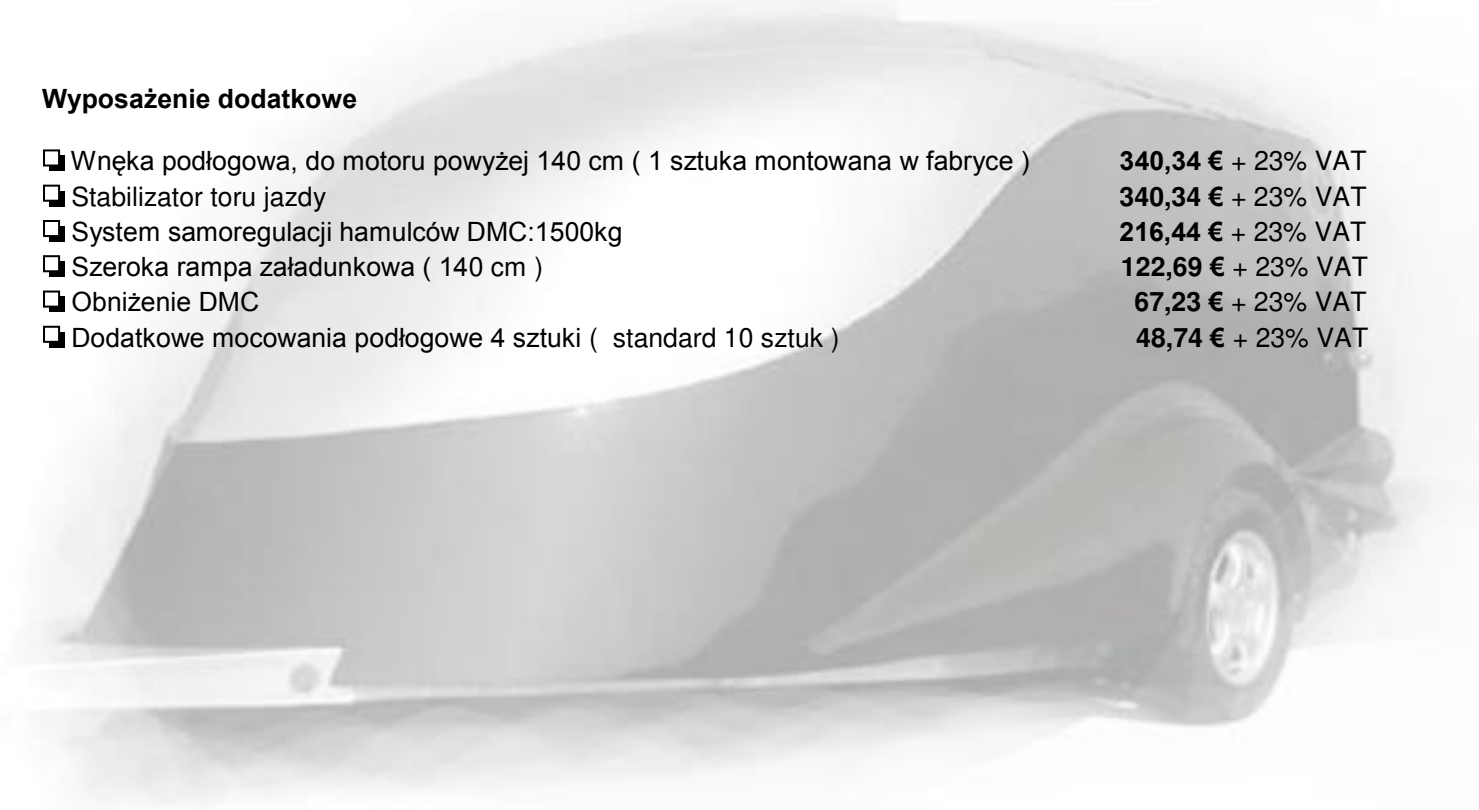 Wyposażenie dodatkowe
❏ Wnęka podłogowa, do motoru powyżej 140 cm ( 1 sztuka montowana w fabryce ) 340,34 € + 23% VAT
❏ Stabilizator toru jazdy 340,34 € + 23% VAT
❏ System samoregulacji hamulców DMC:1500kg 216,44 € + 23% VAT
❏ Szeroka rampa załadunkowa ( 140 cm ) 122,69 € + 23% VAT
❏ Obniżenie DMC 67,23 € + 23% VAT
❏ Dodatkowe mocowania podłogowe 4 sztuki ( standard 10 sztuk ) 48,74 € + 23% VAT